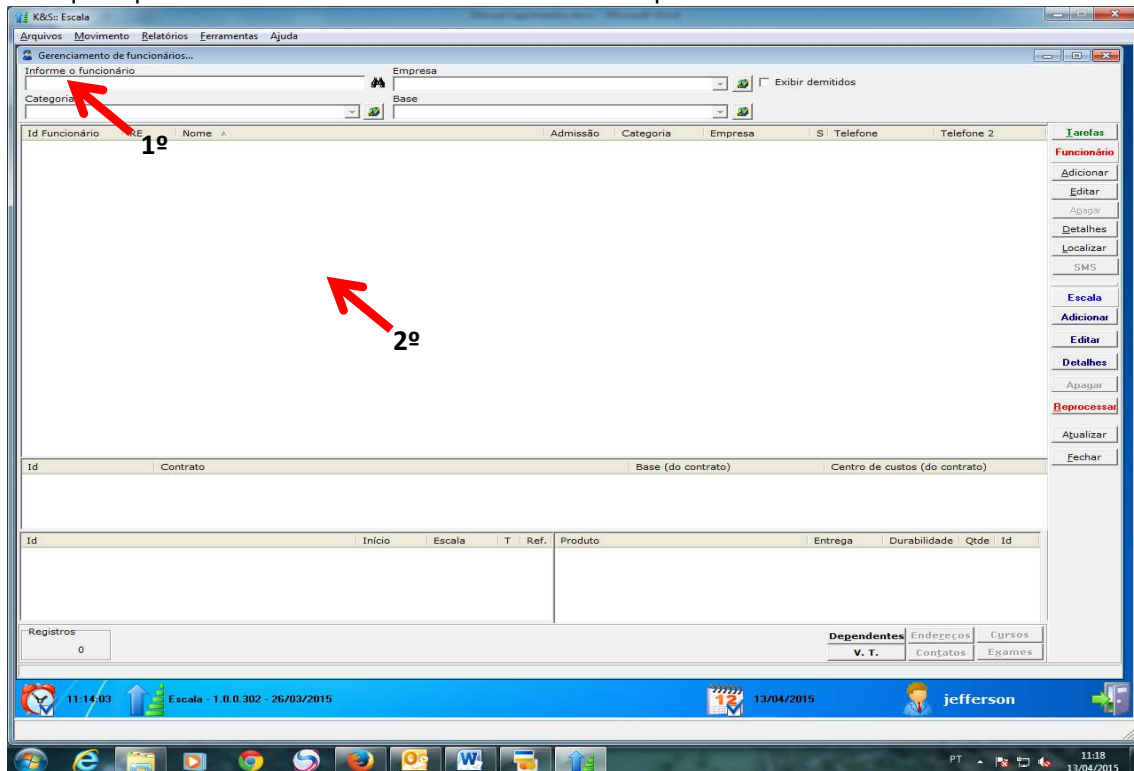 K&S:: Escala
Arquivos Movimento Relatórios Ferramentas Ajuda
Gerenciamento de funcionários...
Informe o funcionário Empresa
Exibir demitidos
Categoria Base
Id Funcionário RE Nome Admissão Categoria Empresa S Telefone Telefone 2
1º
2º
Tarefas
Funcionário
Adicionar
Editar
Apagar
Detalhes
Localizar
SMS
Escala
Adicionar
Editar
Detalhes
Apagar
Reprocessar
Atualizar
Fechar
Id Contrato Base (do contrato) Centro de custos (do contrato)
Id Início Escala T Ref. Produto Entrega Durabilidade Qtde Id
Registros
0
Dependentes Endereços Cursos
V. T. Contatos Exames
11:14:03 Escala - 1.0.0.302 - 26/03/2015 12 13/04/2015 jefferson
PT 11:18
13/04/2015